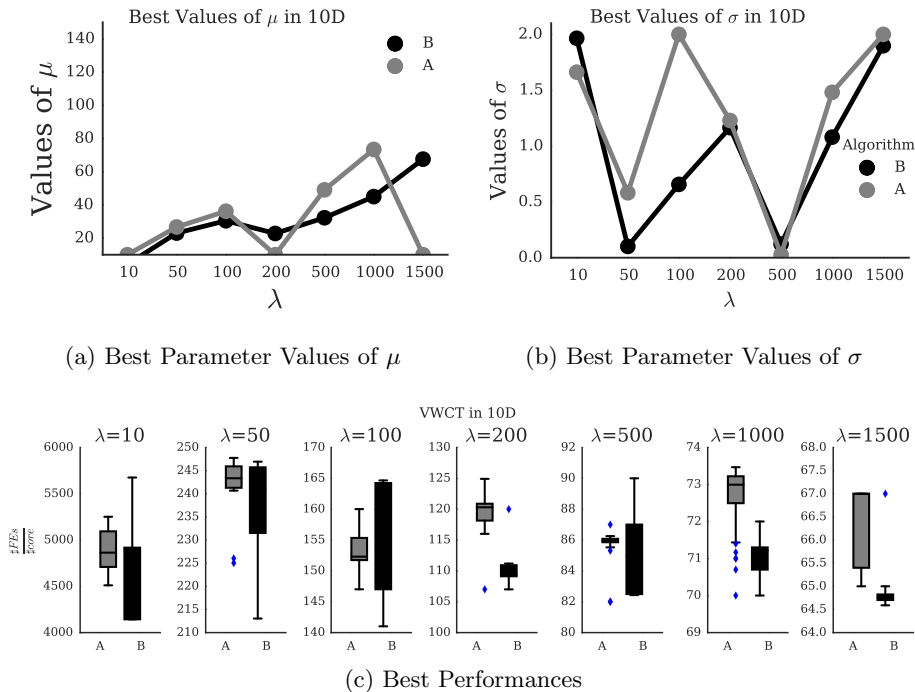 Best Values of μ in 10D
Values of μ
140
120
100
80
60
40
20
B
A
10 50 100 200 500 1000 1500
λ
(a) Best Parameter Values of μ
Best Values of σ in 10D
Values of σ
2.0
1.5
1.0
0.5
0.0
Algorithm
B
A
10 50 100 200 500 1000 1500
λ
(b) Best Parameter Values of σ
VWCT in 10D
♯FEs
♯core
λ=10
6000
5500
5000
4500
4000
A B
λ=50
250
245
240
235
230
225
220
215
210
A B
λ=100
170
165
160
155
150
145
140
A B
λ=200
130
125
120
115
110
105
100
A B
λ=500
92
90
88
86
84
82
80
A B
λ=1000
74
73
72
71
70
69
A B
λ=1500
68.0
67.5
67.0
66.5
66.0
65.5
65.0
64.5
64.0
A B
(c) Best Performances